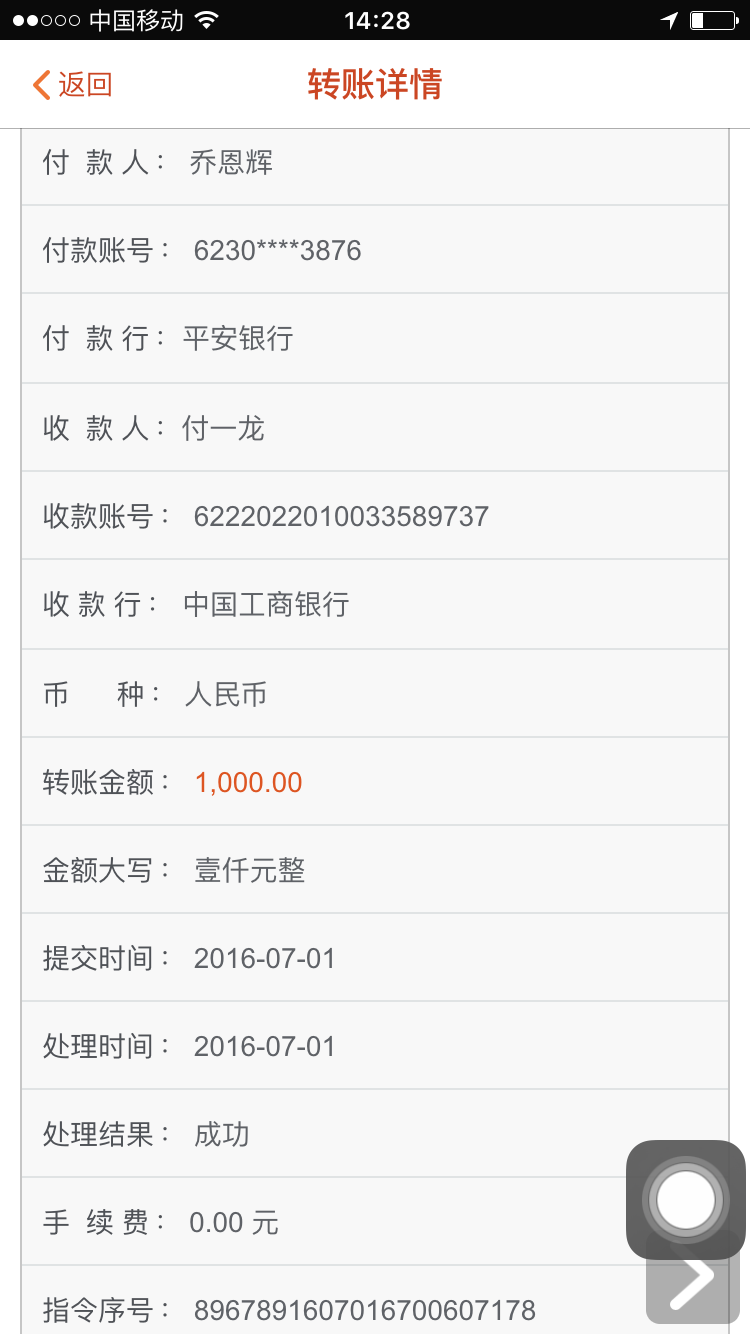 中国移动 14:28
返回 转账详情
付 款 人： 乔恩辉
付款账号： 6230****3876
付 款 行： 平安银行
收 款 人： 付一龙
收款账号： 6222022010033589737
收 款 行： 中国工商银行
币 种： 人民币
转账金额： 1,000.00
金额大写： 壹仟元整
提交时间： 2016-07-01
处理时间： 2016-07-01
处理结果： 成功
手 续 费： 0.00 元
指令序号： 8967891607016700607178